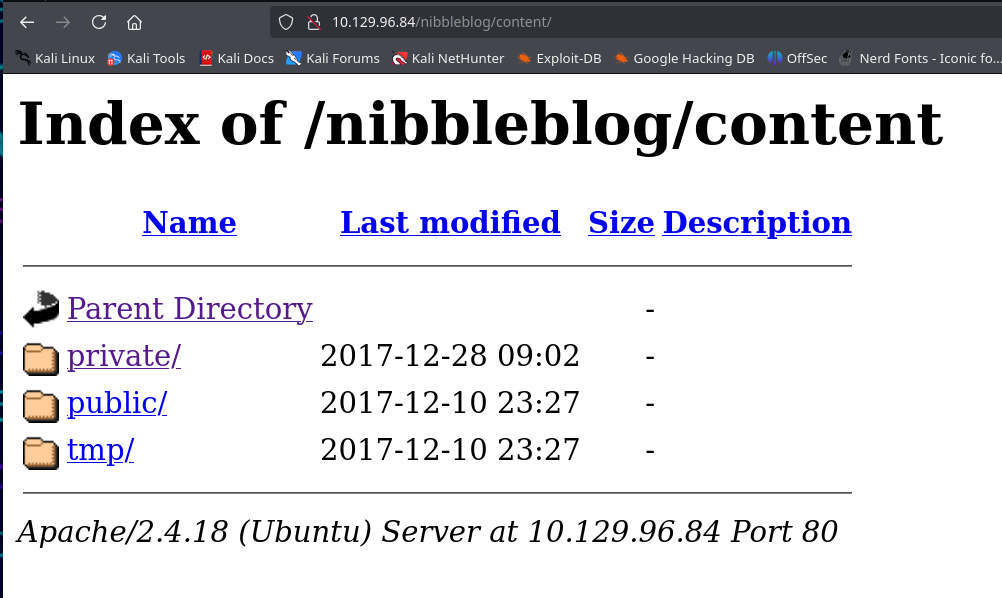 10.129.96.84/nibbleblog/content/
Kali Linux Kali Tools Kali Docs Kali Forums Kali NetHunter Exploit-DB Google Hacking DB OffSec Nerd Fonts - Iconic fo...
Index of /nibbleblog/content
Name Last modified Size Description
Parent Directory -
private/ 2017-12-28 09:02 -
public/ 2017-12-10 23:27 -
tmp/ 2017-12-10 23:27 -
Apache/2.4.18 (Ubuntu) Server at 10.129.96.84 Port 80